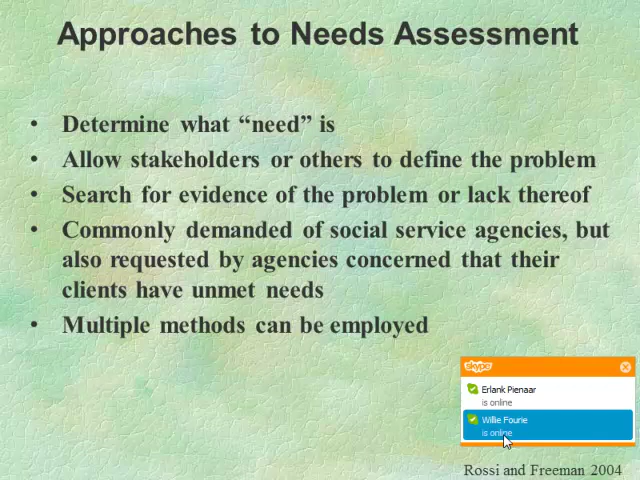 Approaches to Needs Assessment
• Determine what “need” is
• Allow stakeholders or others to define the problem
• Search for evidence of the problem or lack thereof
• Commonly demanded of social service agencies, but
also requested by agencies concerned that their
clients have unmet needs
• Multiple methods can be employed
skype
Erlank Pienaar
is online
Willie Fourie
is online
Rossi and Freeman 2004